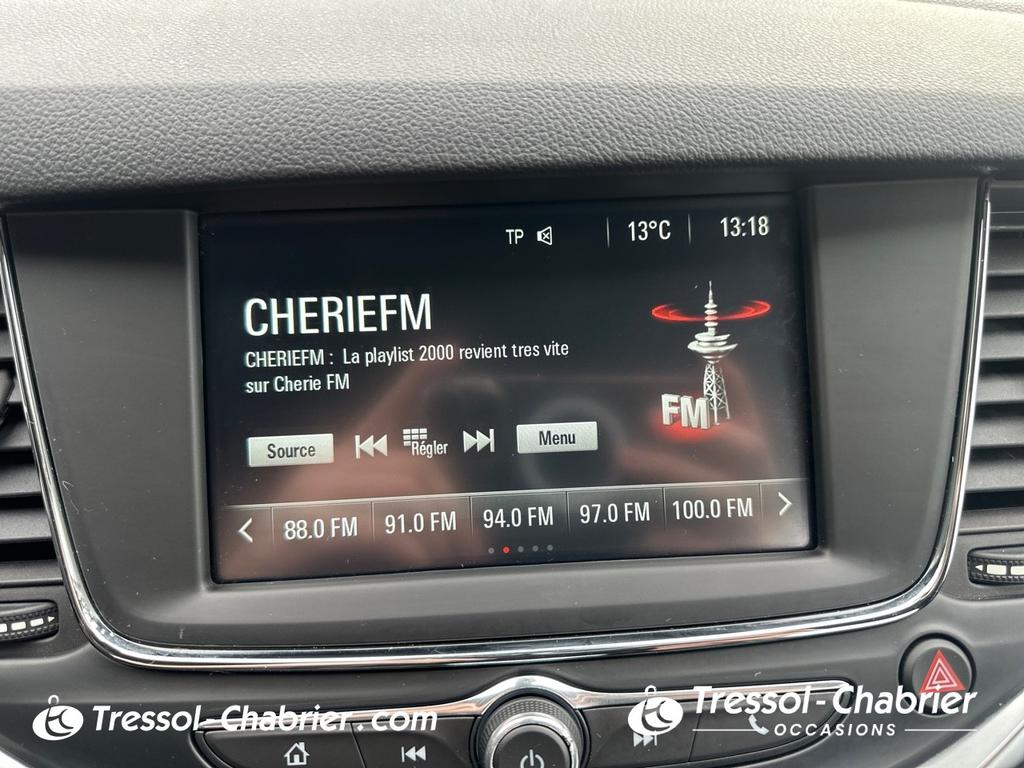 TP 13°C 13:18
CHERIEFM
CHERIEFM : La playlist 2000 revient tres vite
sur Cherie FM
FM
Source Régler Menu
88.0 FM 91.0 FM 94.0 FM 97.0 FM 100.0 FM
Tressol-Chabrier.com
Tressol-Chabrier
OCCASIONS